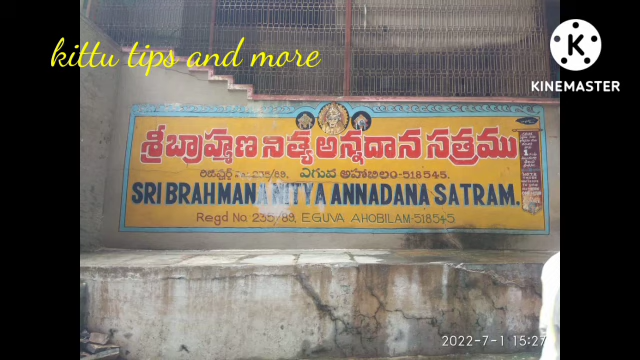 kittu tips and more
KINEMASTER
శ్రీ బ్రాహ్మణ నిత్య అన్నదాన సత్రము
ఎగువ అహోబిలం-518545.
SRI BRAHMANA NITYA ANNADANA SATRAM.
Regd No 235/89, EGUVA AHOBILAM-518545
2022-7-1 15:27